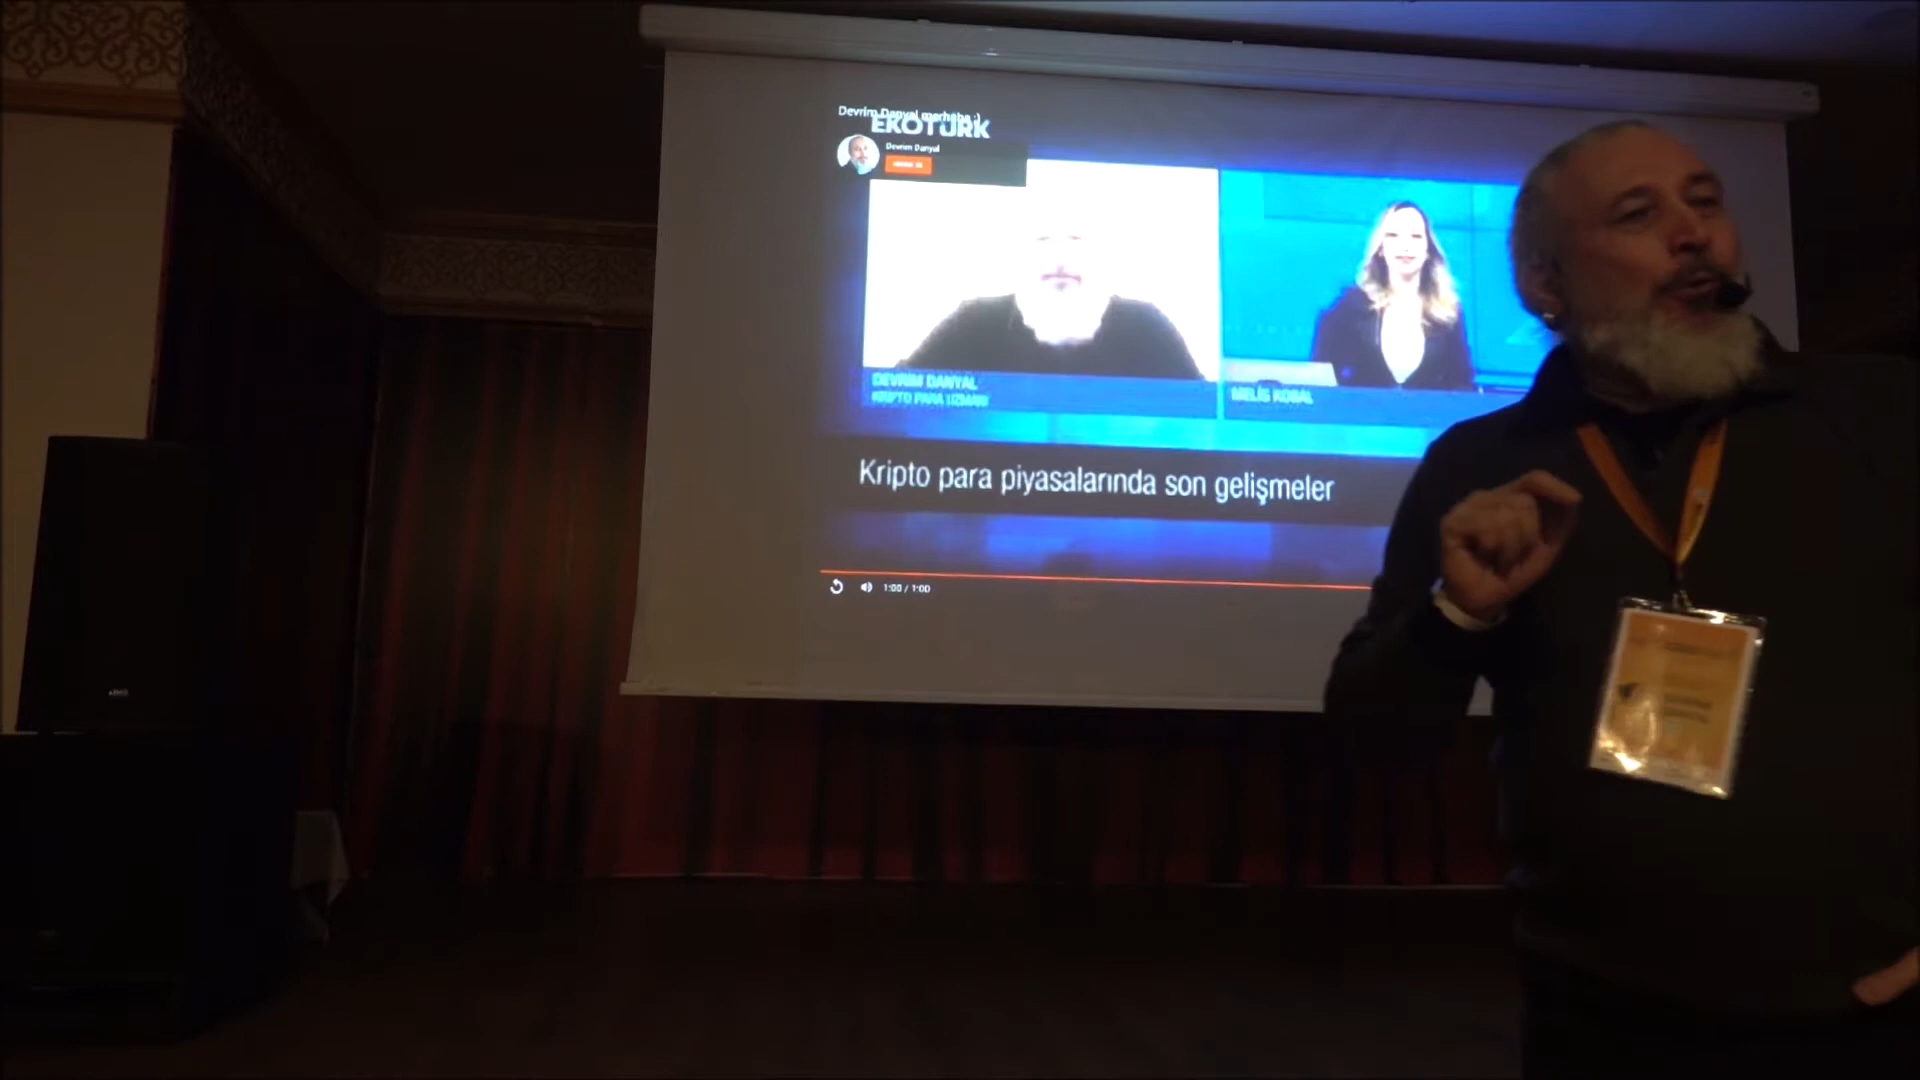 Devrim Danyal merhaba :)
EKOTÜRK
Devrim Danyal
DEVRİM DANYAL
KRİPTO PARA UZMANI
MELİS KOBAL
Kripto para piyasalarında son gelişmeler
1:00 / 1:00